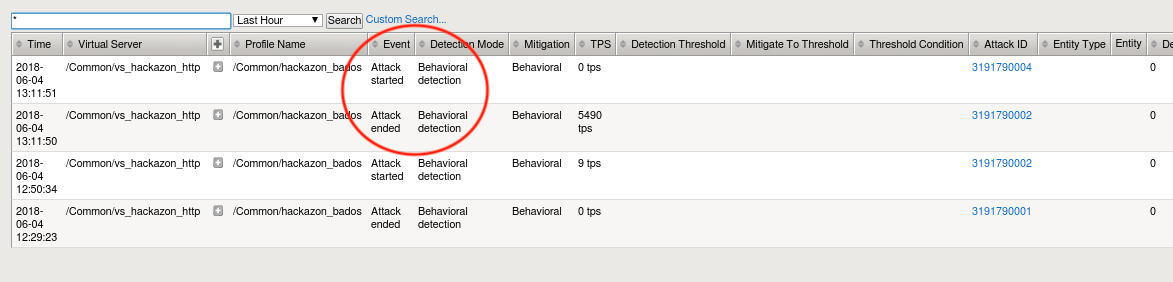 * Last Hour Search Custom Search...
Time Virtual Server Profile Name Event Detection Mode Mitigation TPS Detection Threshold Mitigate To Threshold Threshold Condition Attack ID Entity Type Entity De
2018-06-04 13:11:51 /Common/vs_hackazon_http /Common/hackazon_bados Attack started Behavioral detection Behavioral 0 tps 3191790004 0
2018-06-04 13:11:50 /Common/vs_hackazon_http /Common/hackazon_bados Attack ended Behavioral detection Behavioral 5490 tps 3191790002 0
2018-06-04 12:50:34 /Common/vs_hackazon_http /Common/hackazon_bados Attack started Behavioral detection Behavioral 9 tps 3191790002 0
2018-06-04 12:29:23 /Common/vs_hackazon_http /Common/hackazon_bados Attack ended Behavioral detection Behavioral 0 tps 3191790001 0